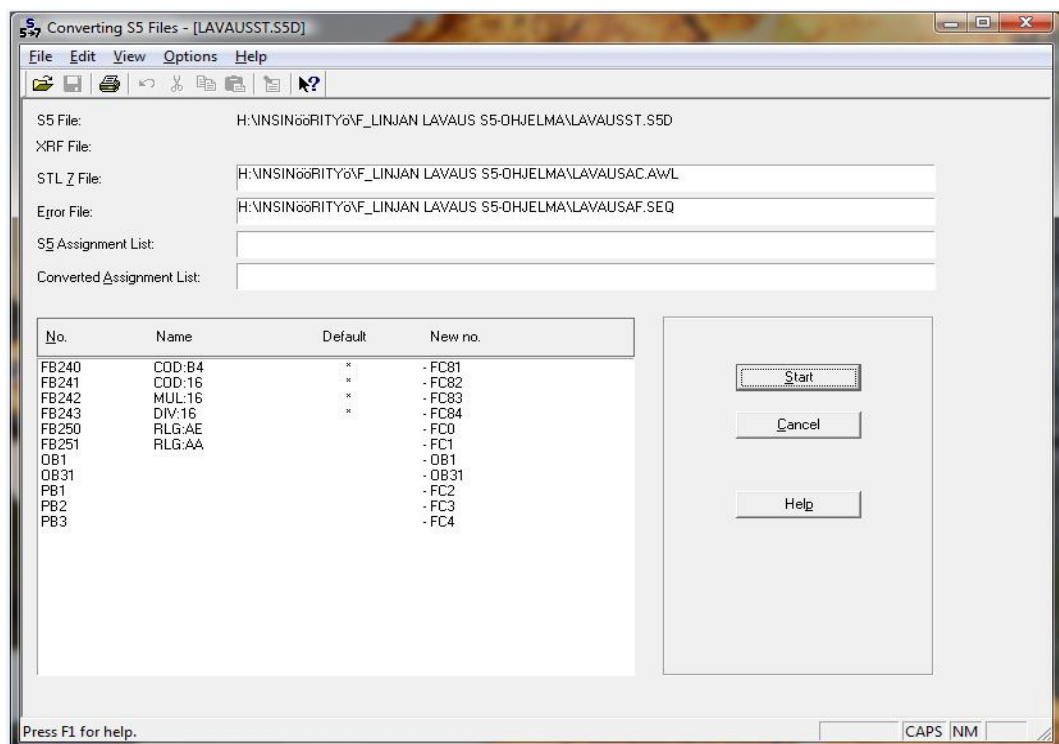 S5→7 Converting S5 Files - [LAVAUSST.S5D]
File Edit View Options Help
S5 File: H:\INSINööRITYö\F_LINJAN LAVAUS S5-OHJELMA\LAVAUSST.S5D
XRF File:
STL 7 File: H:\INSINööRITYö\F_LINJAN LAVAUS S5-OHJELMA\LAVAUSAC.AWL
Error File: H:\INSINööRITYö\F_LINJAN LAVAUS S5-OHJELMA\LAVAUSAF.SEQ
S5 Assignment List:
Converted Assignment List:
No. Name Default New no.
FB240 COD:B4 * - FC81
FB241 COD:16 * - FC82
FB242 MUL:16 * - FC83
FB243 DIV:16 * - FC84
FB250 RLG:AE - FC0
FB251 RLG:AA - FC1
OB1 - OB1
OB31 - OB31
PB1 - FC2
PB2 - FC3
PB3 - FC4
Start
Cancel
Help
Press F1 for help. CAPS NM